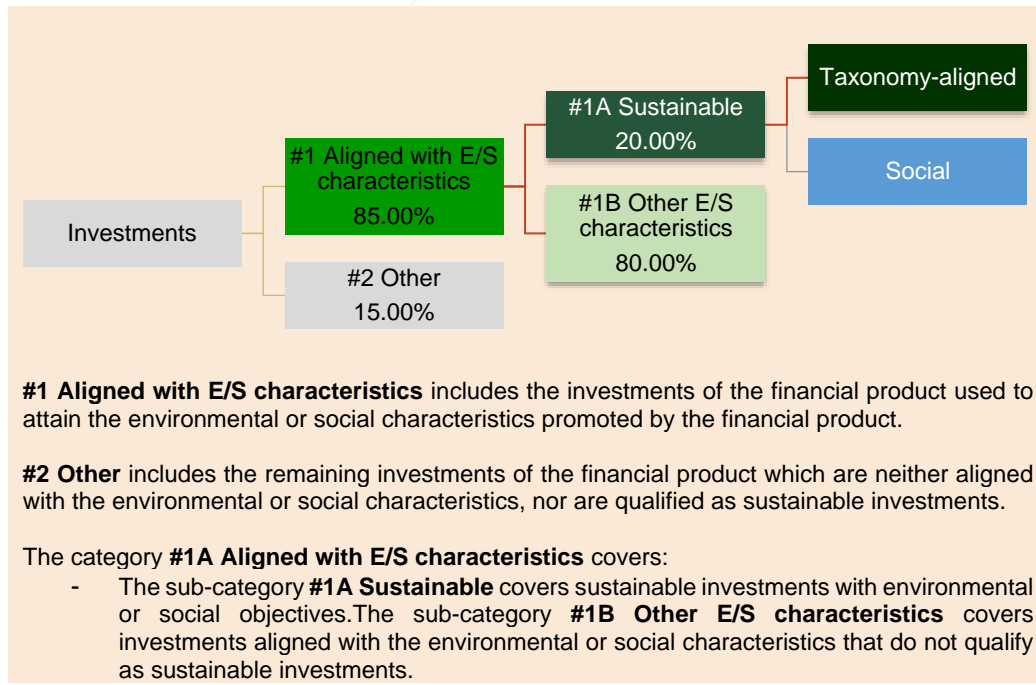 Investments
#1 Aligned with E/S
characteristics
85.00%
#2 Other
15.00%
#1A Sustainable
20.00%
#1B Other E/S
characteristics
80.00%
Taxonomy-aligned
Social
#1 Aligned with E/S characteristics includes the investments of the financial product used to
attain the environmental or social characteristics promoted by the financial product.
#2 Other includes the remaining investments of the financial product which are neither aligned
with the environmental or social characteristics, nor are qualified as sustainable investments.
The category #1A Aligned with E/S characteristics covers:
- The sub-category #1A Sustainable covers sustainable investments with environmental
or social objectives.The sub-category #1B Other E/S characteristics covers
investments aligned with the environmental or social characteristics that do not qualify
as sustainable investments.